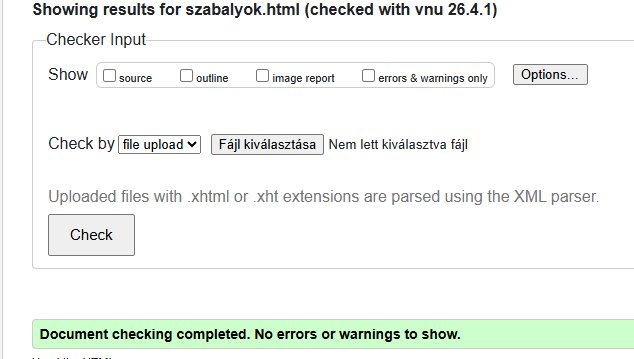 Showing results for szabalyok.html (checked with vnu 26.4.1)
Checker Input
Show source outline image report errors & warnings only Options...
Check by file upload Fájl kiválasztása Nem lett kiválasztva fájl
Uploaded files with .xhtml or .xht extensions are parsed using the XML parser.
Check
Document checking completed. No errors or warnings to show.